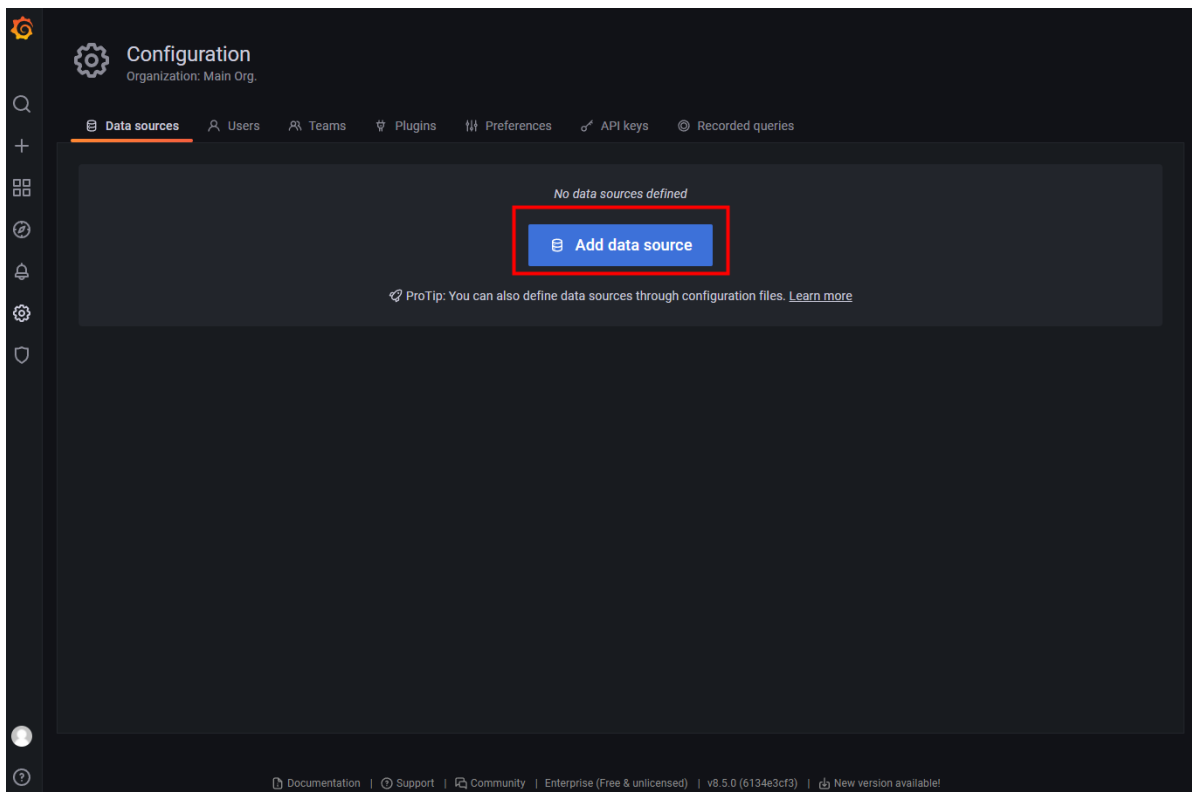 Configuration
Organization: Main Org.
Data sources Users Teams Plugins Preferences API keys Recorded queries
No data sources defined
Add data source
ProTip: You can also define data sources through configuration files. Learn more
Documentation | Support | Community | Enterprise (Free & unlicensed) | v8.5.0 (6134e3cf3) | New version available!